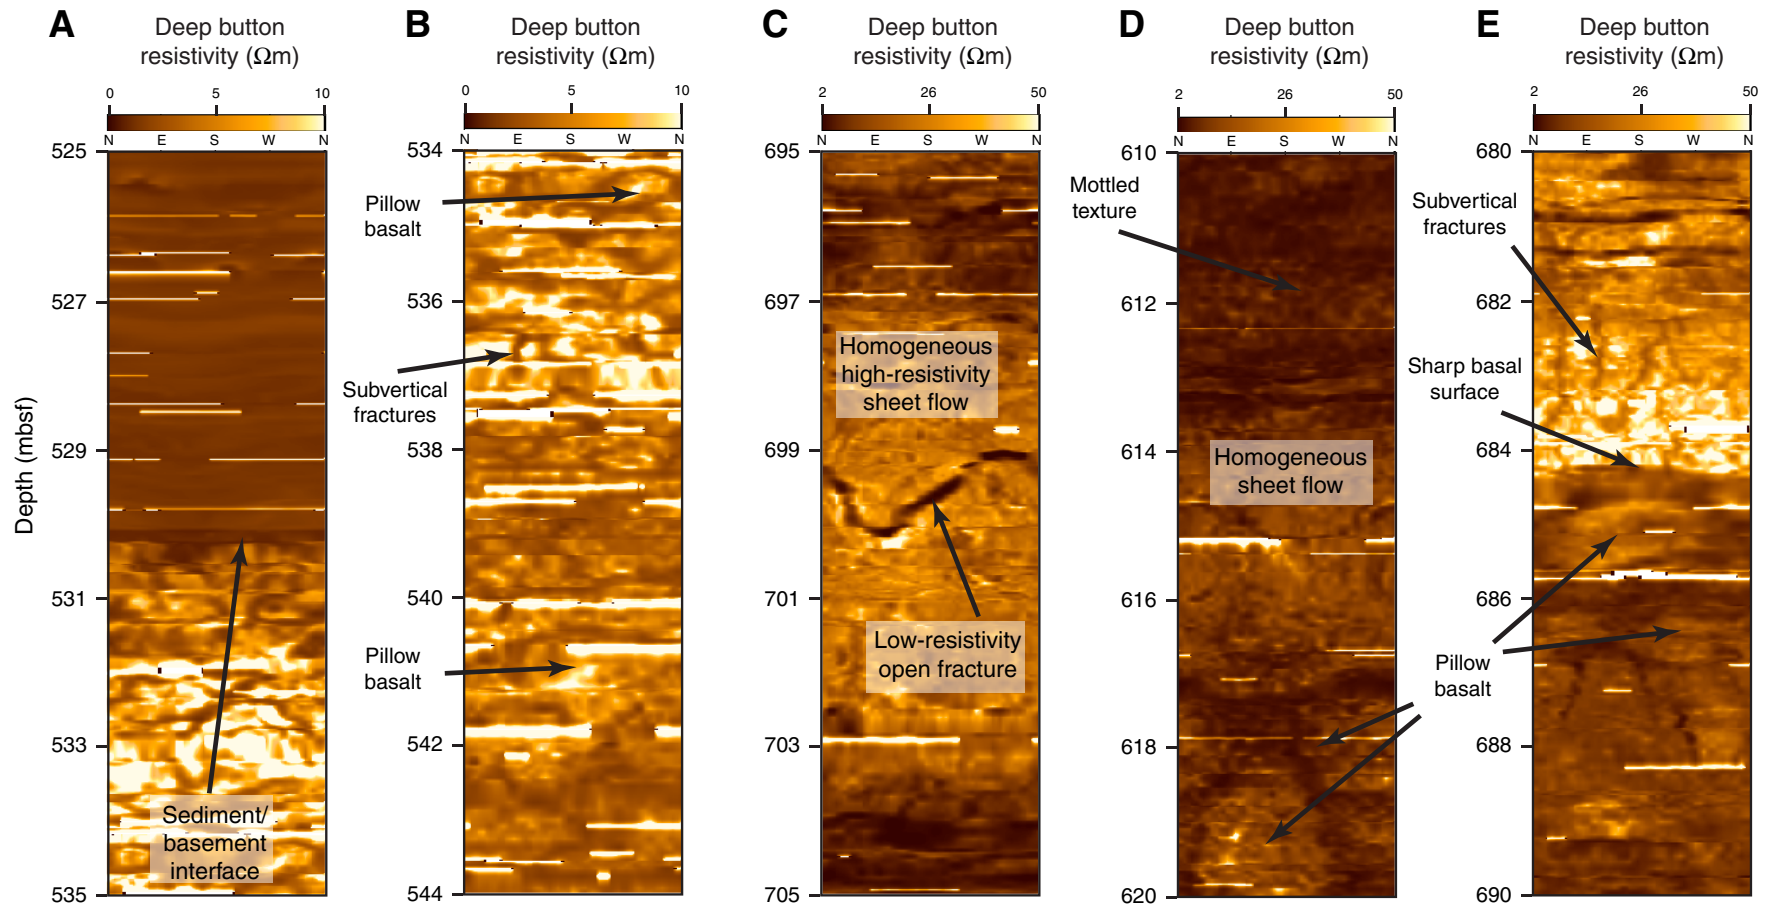 A
Deep button
resistivity (Ωm)
0 5 10
N E S W N
525
527
529
531
533
535
Depth (mbsf)
Sediment/
basement
interface
B
Deep button
resistivity (Ωm)
0 5 10
N E S W N
534
536
538
540
542
544
Pillow
basalt
Subvertical
fractures
Pillow
basalt
C
Deep button
resistivity (Ωm)
2 26 50
N E S W N
695
697
699
701
703
705
Homogeneous
high-resistivity
sheet flow
Low-resistivity
open fracture
D
Deep button
resistivity (Ωm)
2 26 50
N E S W N
610
612
614
616
618
620
Mottled
texture
Homogeneous
sheet flow
E
Deep button
resistivity (Ωm)
2 26 50
N E S W N
680
682
684
686
688
690
Subvertical
fractures
Sharp basal
surface
Pillow
basalt